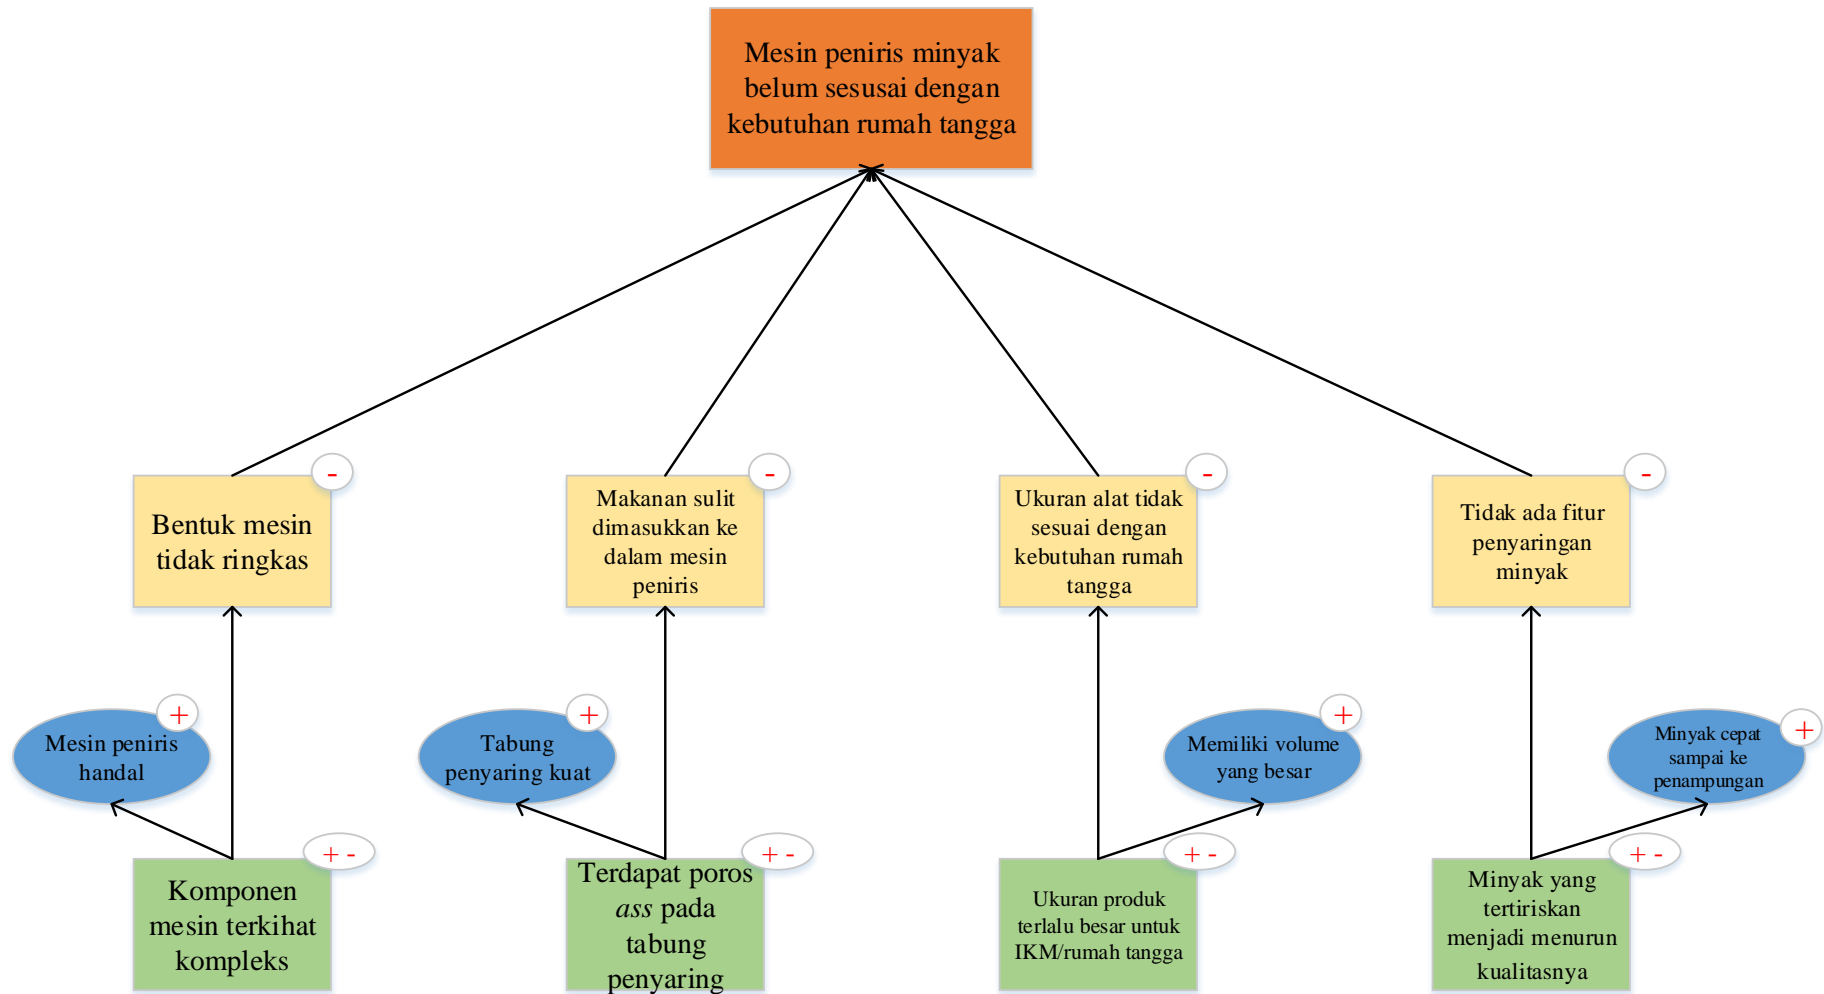 Mesin peniris minyak
belum sesusai dengan
kebutuhan rumah tangga
-
Bentuk mesin
tidak ringkas
-
Makanan sulit
dimasukkan ke
dalam mesin
peniris
-
Ukuran alat tidak
sesuai dengan
kebutuhan rumah
tangga
-
Tidak ada fitur
penyaringan
minyak
+
Mesin peniris
handal
+
Tabung
penyaring kuat
+
Memiliki volume
yang besar
+
Minyak cepat
sampai ke
penampungan
+ -
Komponen
mesin terkihat
kompleks
+ -
Terdapat poros
ass pada
tabung
penyaring
+ -
Ukuran produk
terlalu besar untuk
IKM/rumah tangga
+ -
Minyak yang
tertiriskan
menjadi menurun
kualitasnya